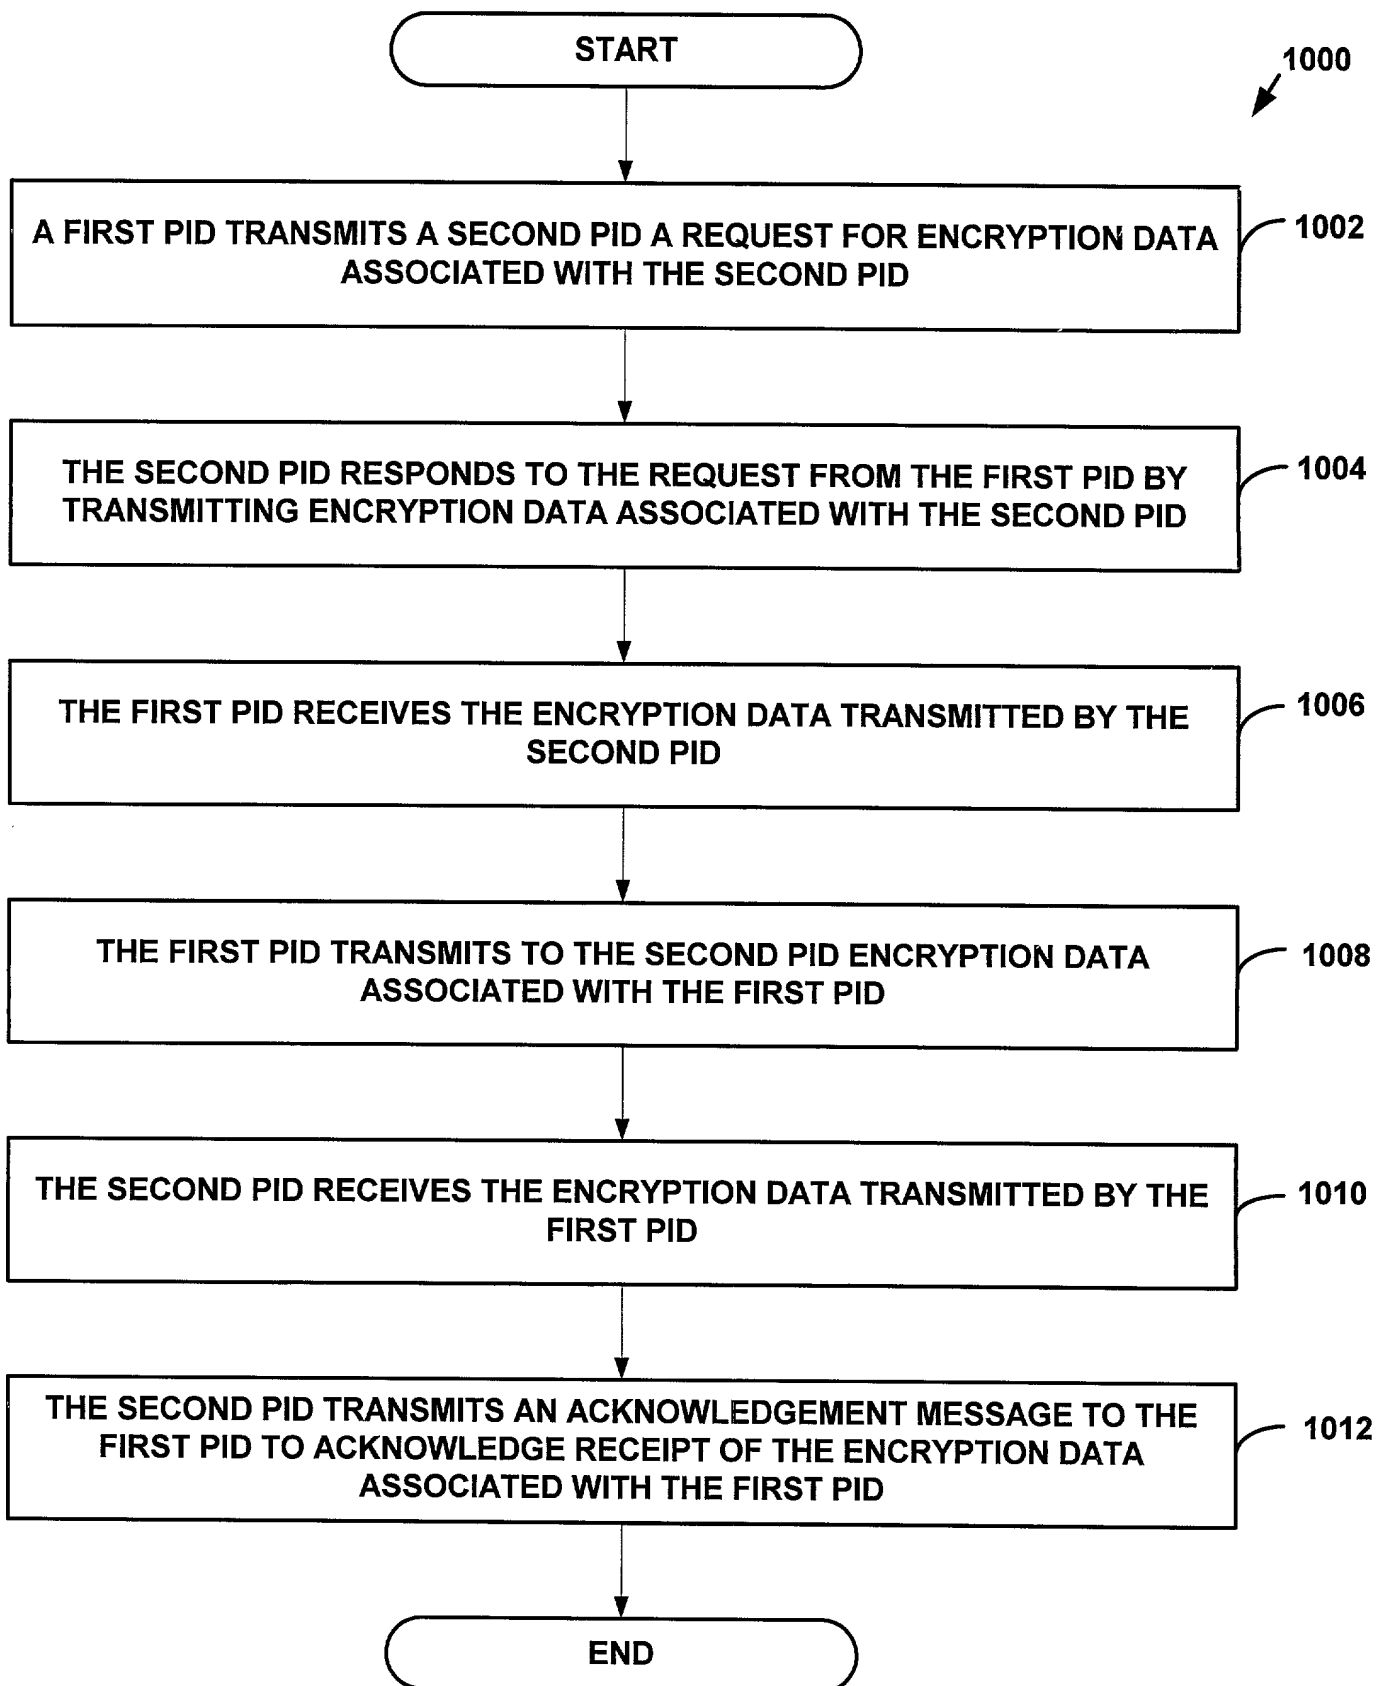 START
1000
A FIRST PID TRANSMITS A SECOND PID A REQUEST FOR ENCRYPTION DATA
ASSOCIATED WITH THE SECOND PID
1002
THE SECOND PID RESPONDS TO THE REQUEST FROM THE FIRST PID BY
TRANSMITTING ENCRYPTION DATA ASSOCIATED WITH THE SECOND PID
1004
THE FIRST PID RECEIVES THE ENCRYPTION DATA TRANSMITTED BY THE
SECOND PID
1006
THE FIRST PID TRANSMITS TO THE SECOND PID ENCRYPTION DATA
ASSOCIATED WITH THE FIRST PID
1008
THE SECOND PID RECEIVES THE ENCRYPTION DATA TRANSMITTED BY THE
FIRST PID
1010
THE SECOND PID TRANSMITS AN ACKNOWLEDGEMENT MESSAGE TO THE
FIRST PID TO ACKNOWLEDGE RECEIPT OF THE ENCRYPTION DATA
ASSOCIATED WITH THE FIRST PID
1012
END